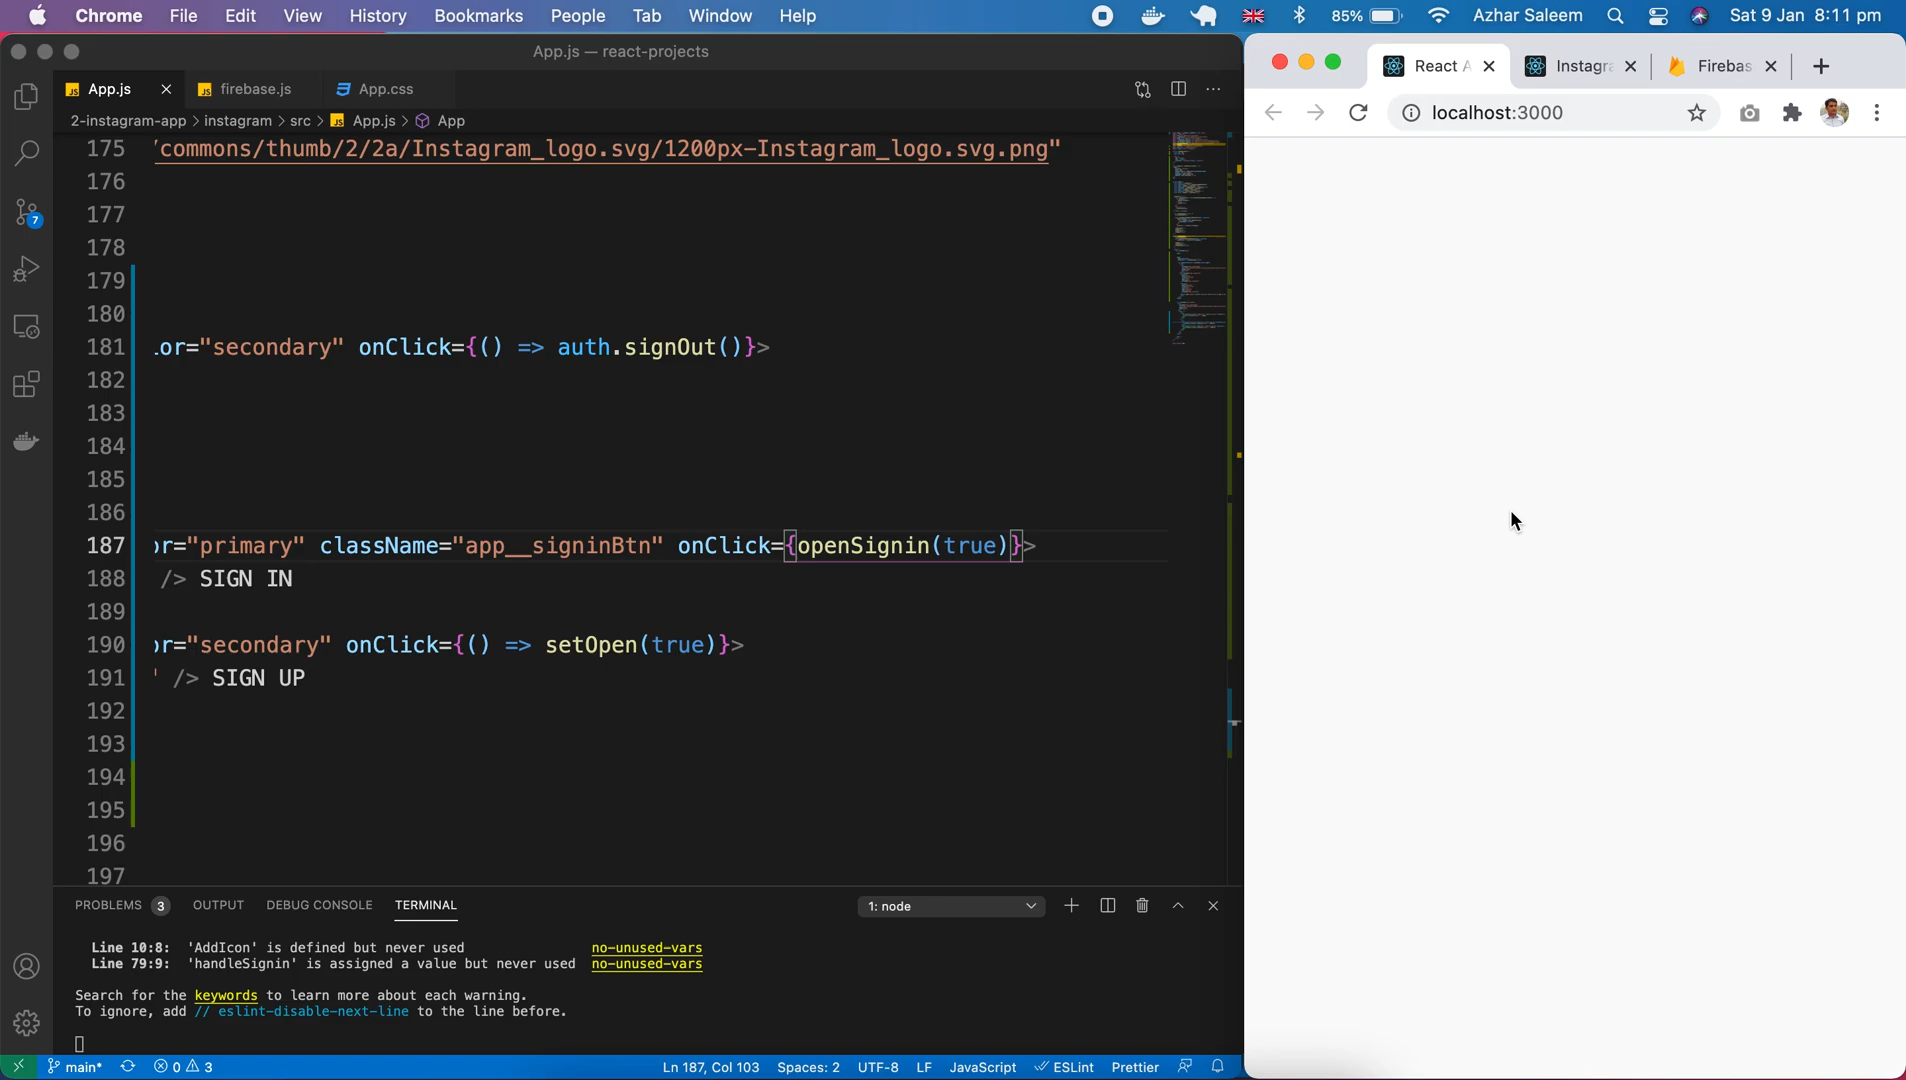 Chrome File Edit View History Bookmarks People Tab Window Help 85% Azhar Saleem Sat 9 Jan 8:11 pm
App.js — react-projects
App.js firebase.js App.css
2-instagram-app > instagram > src > App.js > App
React A Instagra Firebas
localhost:3000
175 'commons/thumb/2/2a/Instagram_logo.svg/1200px-Instagram_logo.svg.png"
176
177
178
179
180
181 lor="secondary" onClick={() => auth.signOut()}>
182
183
184
185
186
187 or="primary" className="app__signinBtn" onClick={openSignin(true)}>
188 /> SIGN IN
189
190 or="secondary" onClick={() => setOpen(true)}>
191 ' /> SIGN UP
192
193
194
195
196
197
7
PROBLEMS 3 OUTPUT DEBUG CONSOLE TERMINAL 1: node
Line 10:8: 'AddIcon' is defined but never used no-unused-vars
Line 79:9: 'handleSignin' is assigned a value but never used no-unused-vars
Search for the keywords to learn more about each warning.
To ignore, add // eslint-disable-next-line to the line before.
main* 0 3 Ln 187, Col 103 Spaces: 2 UTF-8 LF JavaScript ESLint Prettier